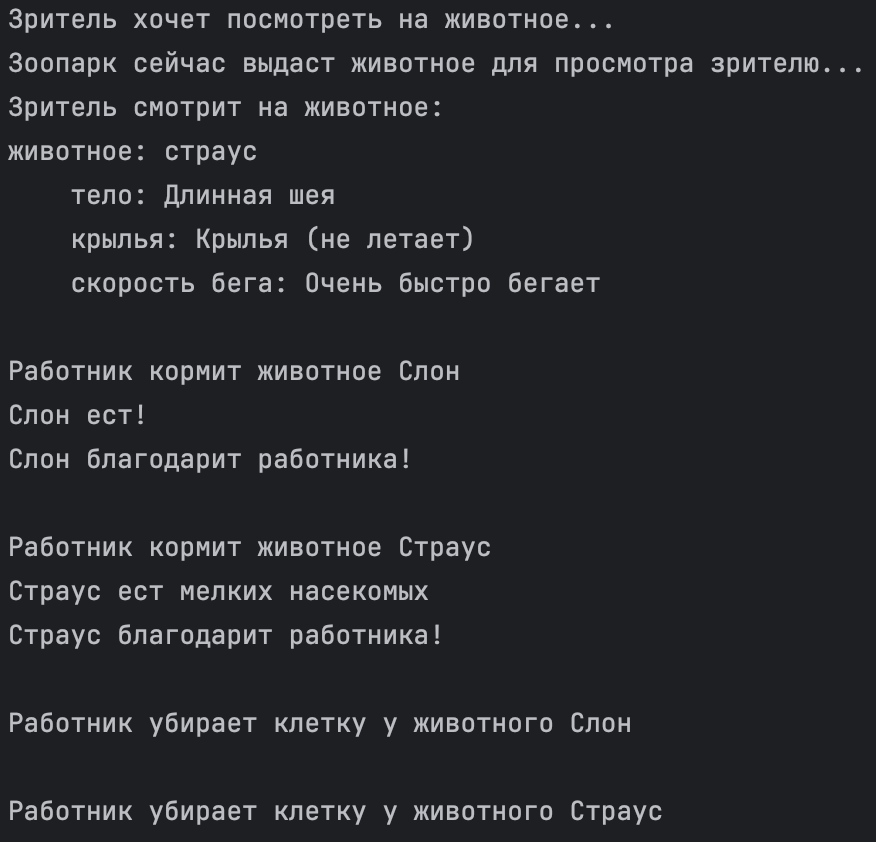 Зритель хочет посмотреть на животное...
Зоопарк сейчас выдаст животное для просмотра зрителю...
Зритель смотрит на животное:
животное: страус
    тело: Длинная шея
    крылья: Крылья (не летает)
    скорость бега: Очень быстро бегает

Работник кормит животное Слон
Слон ест!
Слон благодарит работника!

Работник кормит животное Страус
Страус ест мелких насекомых
Страус благодарит работника!

Работник убирает клетку у животного Слон

Работник убирает клетку у животного Страус